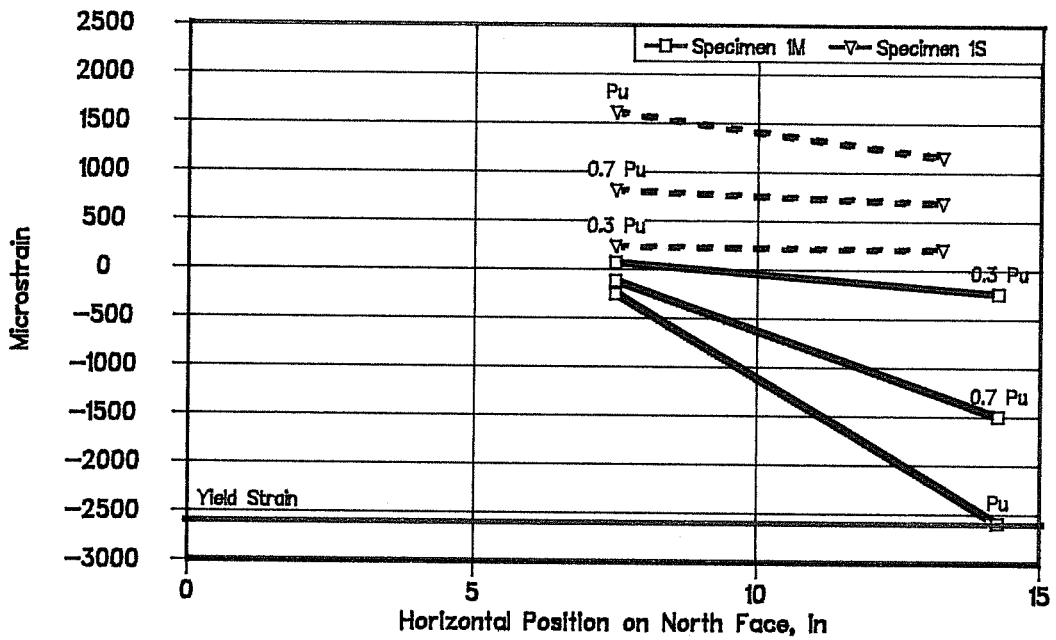 2500
2000
1500
1000
500
0
−500
−1000
−1500
−2000
−2500
−3000
Microstrain
Specimen 1M
Specimen 1S
Pu
0.7 Pu
0.3 Pu
0.3 Pu
0.7 Pu
Pu
Yield Strain
0
5
10
15
Horizontal Position on North Face, in